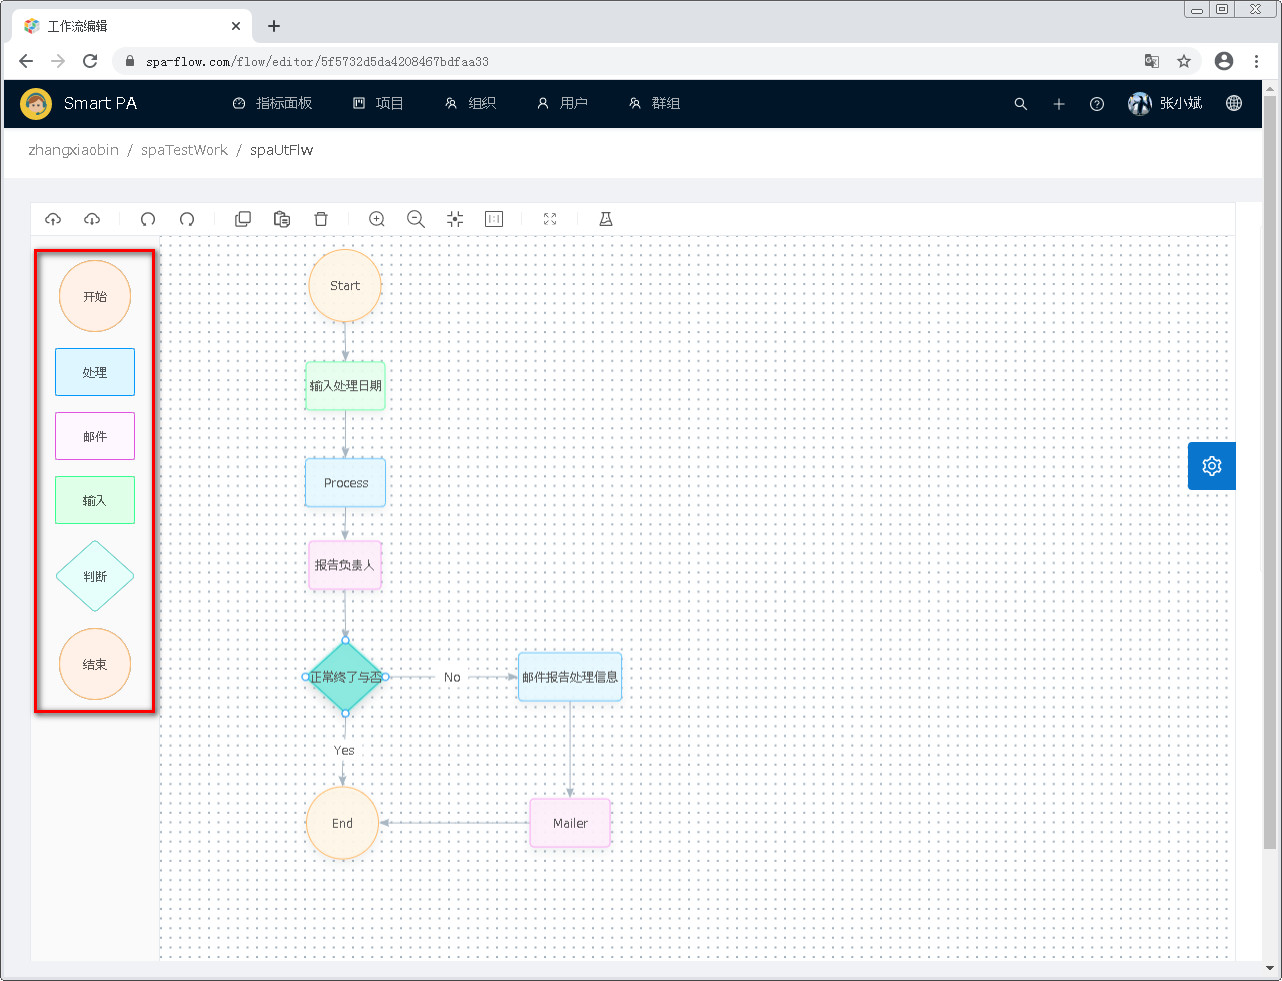 工作流编辑
spa-flow.com/flow/editor/5f5732d5da4208467bdfaa33
Smart PA
指标面板
项目
组织
用户
群组
张小斌
zhangxiaobin / spaTestWork / spaUtFlw
1:1
开始
处理
邮件
输入
判断
结束
Start
输入处理日期
Process
报告负责人
正常终了与否
No
邮件报告处理信息
Yes
End
Mailer